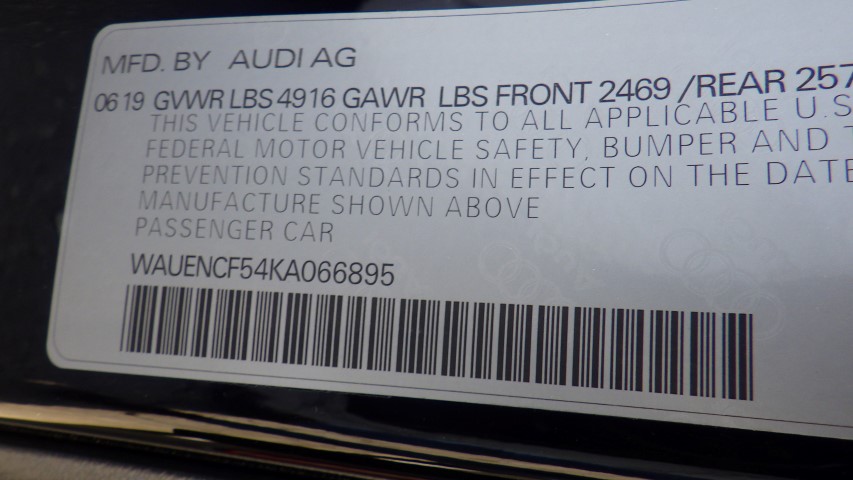 MFD. BY AUDI AG
06 19 GVWR LBS 4916 GAWR LBS FRONT 2469 /REAR 257
THIS VEHICLE CONFORMS TO ALL APPLICABLE U.S
FEDERAL MOTOR VEHICLE SAFETY, BUMPER AND T
PREVENTION STANDARDS IN EFFECT ON THE DATE
MANUFACTURE SHOWN ABOVE
PASSENGER CAR
WAUENCF54KA066895